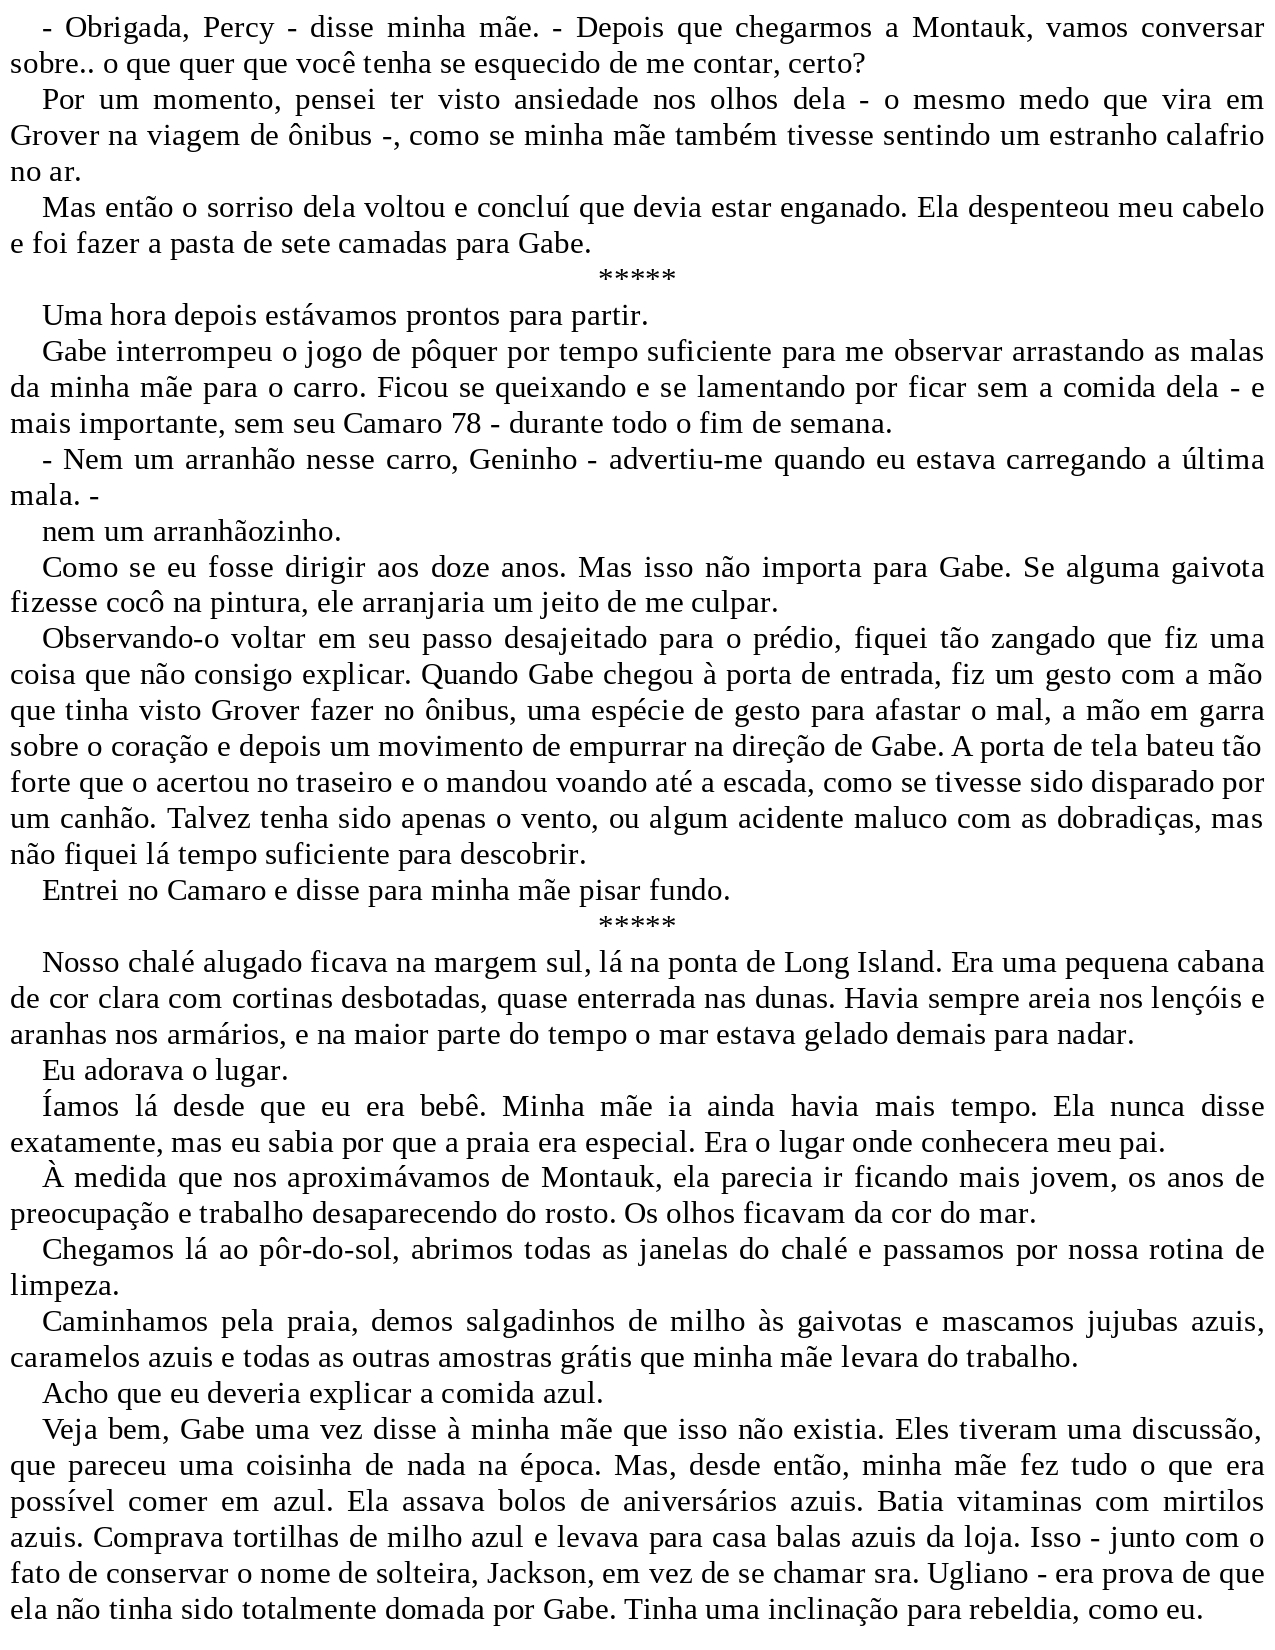 - Obrigada, Percy - disse minha mãe. - Depois que chegarmos a Montauk, vamos conversar
sobre.. o que quer que você tenha se esquecido de me contar, certo?
Por um momento, pensei ter visto ansiedade nos olhos dela - o mesmo medo que vira em
Grover na viagem de ônibus -, como se minha mãe também tivesse sentindo um estranho calafrio
no ar.
Mas então o sorriso dela voltou e concluí que devia estar enganado. Ela despenteou meu cabelo
e foi fazer a pasta de sete camadas para Gabe.
*****
Uma hora depois estávamos prontos para partir.
Gabe interrompeu o jogo de pôquer por tempo suficiente para me observar arrastando as malas
da minha mãe para o carro. Ficou se queixando e se lamentando por ficar sem a comida dela - e
mais importante, sem seu Camaro 78 - durante todo o fim de semana.
- Nem um arranhão nesse carro, Geninho - advertiu-me quando eu estava carregando a última
mala. -
nem um arranhãozinho.
Como se eu fosse dirigir aos doze anos. Mas isso não importa para Gabe. Se alguma gaivota
fizesse cocô na pintura, ele arranjaria um jeito de me culpar.
Observando-o voltar em seu passo desajeitado para o prédio, fiquei tão zangado que fiz uma
coisa que não consigo explicar. Quando Gabe chegou à porta de entrada, fiz um gesto com a mão
que tinha visto Grover fazer no ônibus, uma espécie de gesto para afastar o mal, a mão em garra
sobre o coração e depois um movimento de empurrar na direção de Gabe. A porta de tela bateu tão
forte que o acertou no traseiro e o mandou voando até a escada, como se tivesse sido disparado por
um canhão. Talvez tenha sido apenas o vento, ou algum acidente maluco com as dobradiças, mas
não fiquei lá tempo suficiente para descobrir.
Entrei no Camaro e disse para minha mãe pisar fundo.
*****
Nosso chalé alugado ficava na margem sul, lá na ponta de Long Island. Era uma pequena cabana
de cor clara com cortinas desbotadas, quase enterrada nas dunas. Havia sempre areia nos lençóis e
aranhas nos armários, e na maior parte do tempo o mar estava gelado demais para nadar.
Eu adorava o lugar.
Íamos lá desde que eu era bebê. Minha mãe ia ainda havia mais tempo. Ela nunca disse
exatamente, mas eu sabia por que a praia era especial. Era o lugar onde conhecera meu pai.
À medida que nos aproximávamos de Montauk, ela parecia ir ficando mais jovem, os anos de
preocupação e trabalho desaparecendo do rosto. Os olhos ficavam da cor do mar.
Chegamos lá ao pôr-do-sol, abrimos todas as janelas do chalé e passamos por nossa rotina de
limpeza.
Caminhamos pela praia, demos salgadinhos de milho às gaivotas e mascamos jujubas azuis,
caramelos azuis e todas as outras amostras grátis que minha mãe levara do trabalho.
Acho que eu deveria explicar a comida azul.
Veja bem, Gabe uma vez disse à minha mãe que isso não existia. Eles tiveram uma discussão,
que pareceu uma coisinha de nada na época. Mas, desde então, minha mãe fez tudo o que era
possível comer em azul. Ela assava bolos de aniversários azuis. Batia vitaminas com mirtilos
azuis. Comprava tortilhas de milho azul e levava para casa balas azuis da loja. Isso - junto com o
fato de conservar o nome de solteira, Jackson, em vez de se chamar sra. Ugliano - era prova de que
ela não tinha sido totalmente domada por Gabe. Tinha uma inclinação para rebeldia, como eu.